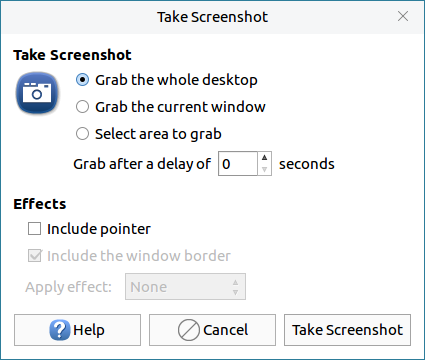 Take Screenshot
Take Screenshot
Grab the whole desktop
Grab the current window
Select area to grab
Grab after a delay of 0 seconds
Effects
Include pointer
Include the window border
Apply effect: None
Help Cancel Take Screenshot